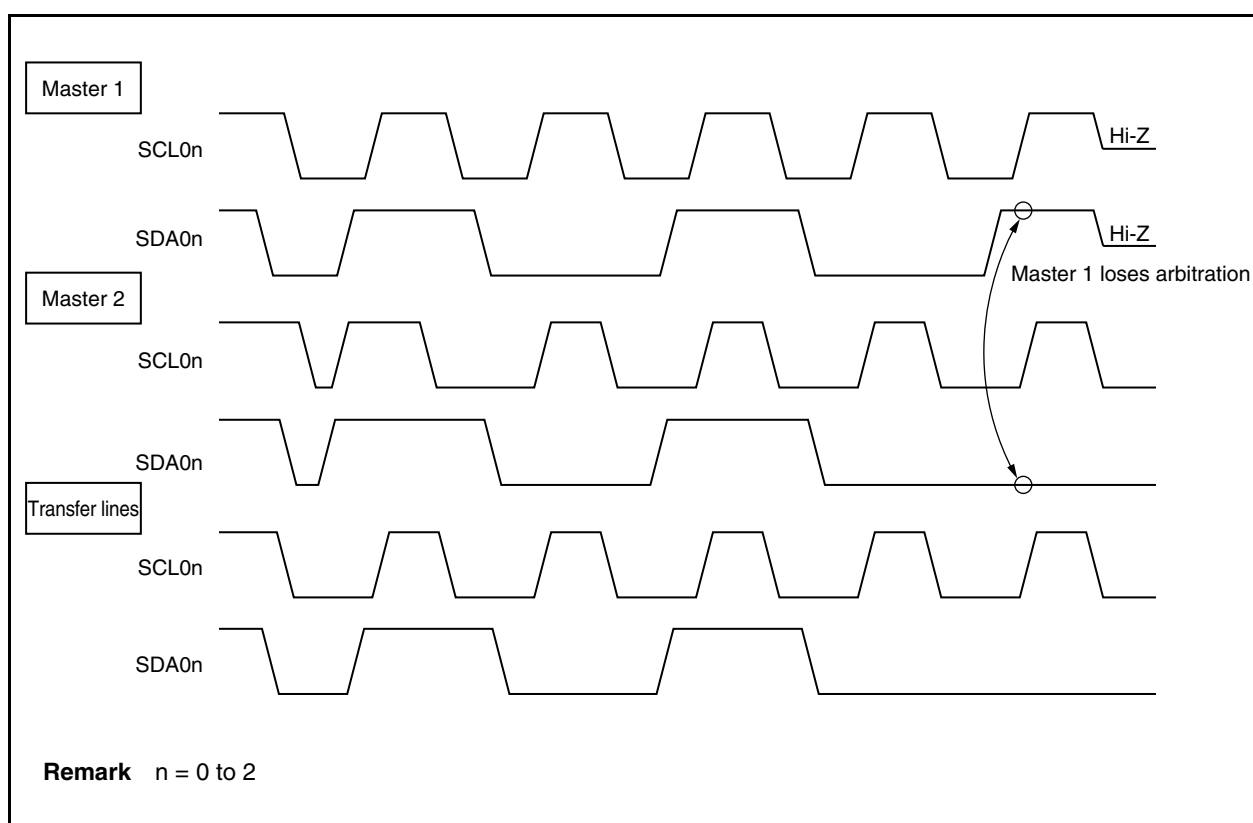 Master 1
SCL0n
Hi-Z
SDA0n
Hi-Z
Master 1 loses arbitration
Master 2
SCL0n
SDA0n
Transfer lines
SCL0n
SDA0n
Remark n = 0 to 2